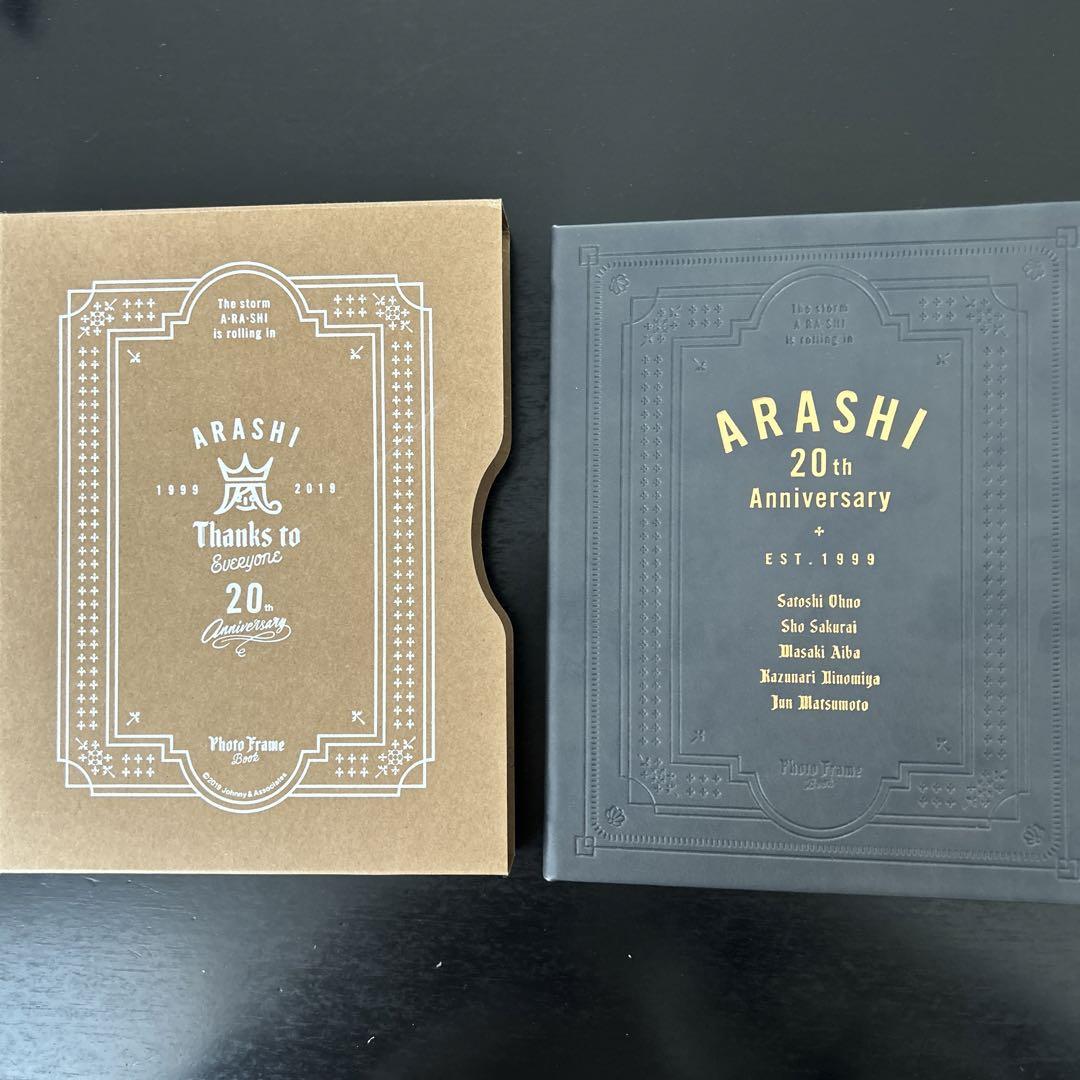 The storm
A・RA・SHI
is rolling in
ARASHI
1999 2019
Thanks to
Everyone
20th
Anniversary
Photo Frame
Book
©2019 Johnny & Associates
The storm
A・RA・SHI
is rolling in
ARASHI
20th
Anniversary
EST.1999
Satoshi Ohno
Sho Sakurai
Masaki Aiba
Kazunari Ninomiya
Jun Matsumoto
Photo Frame
Book